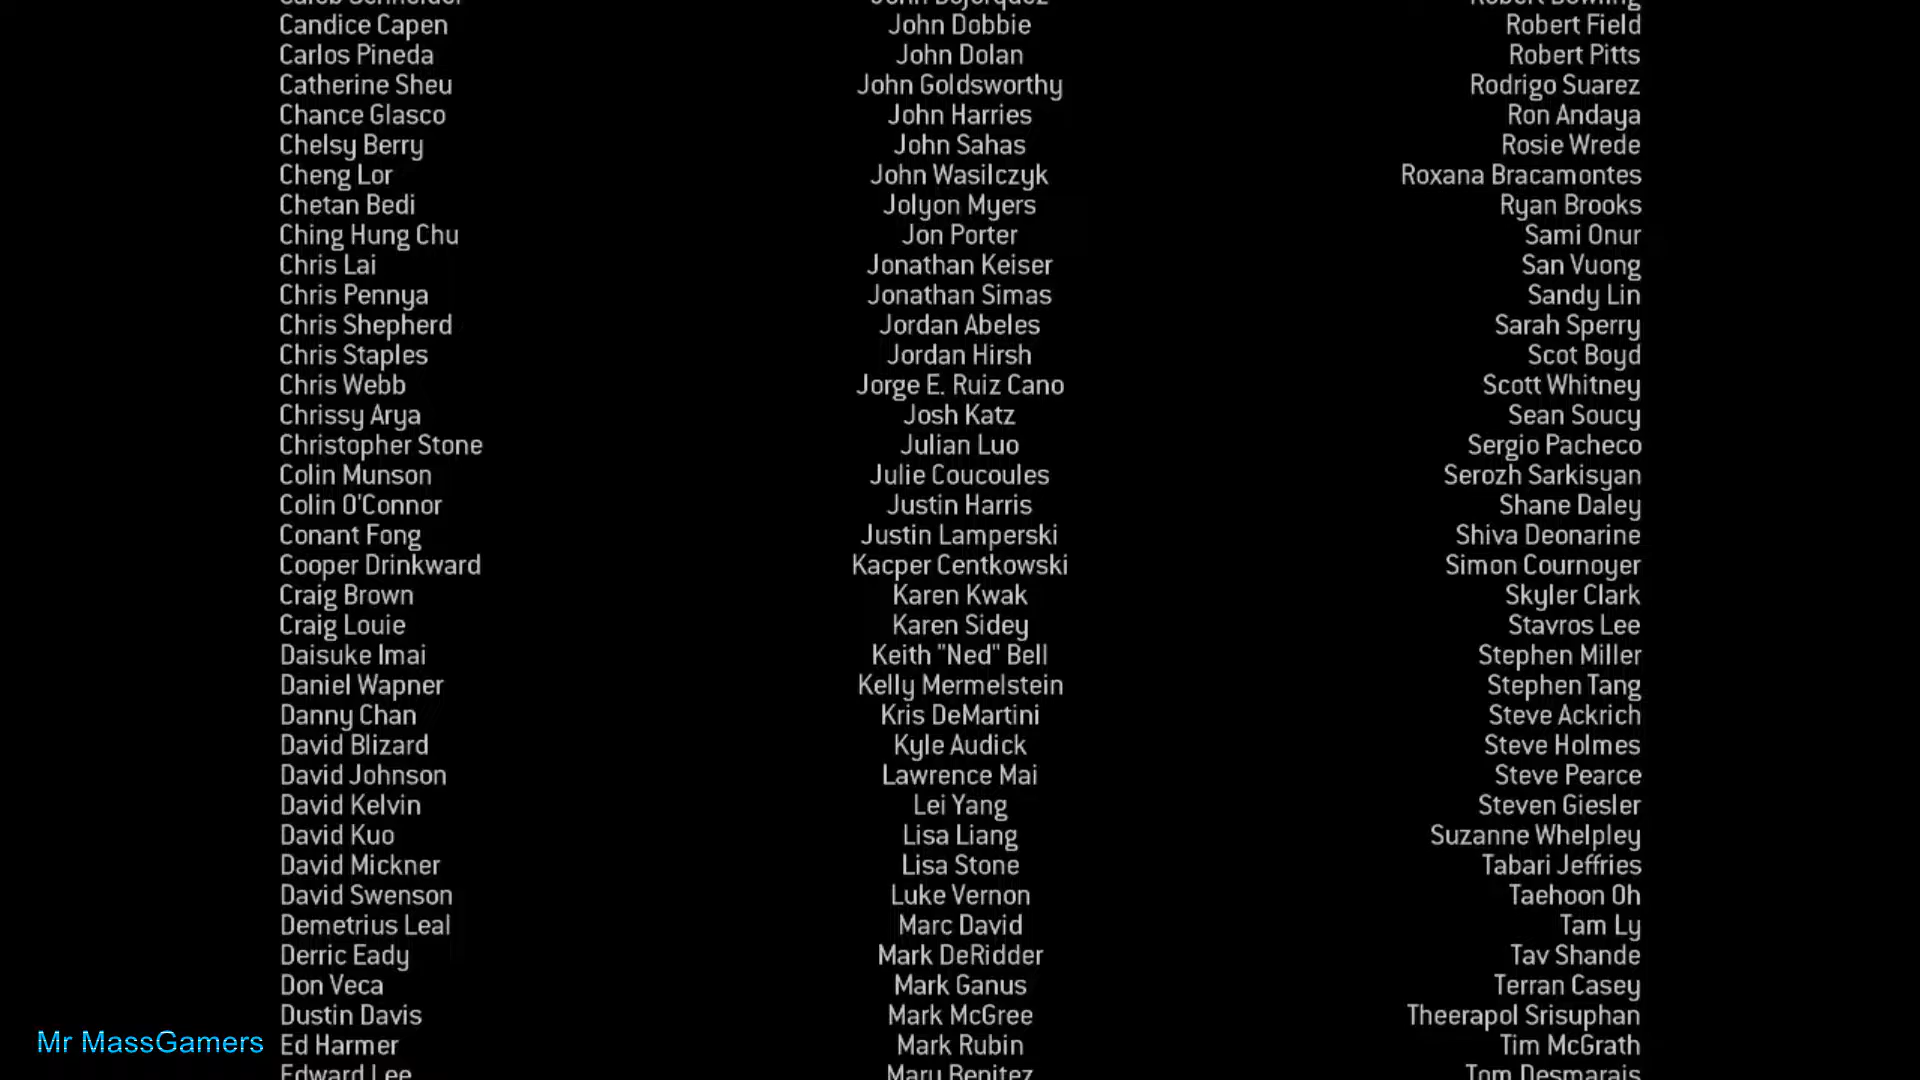 Candice Capen
Carlos Pineda
Catherine Sheu
Chance Glasco
Chelsy Berry
Cheng Lor
Chetan Bedi
Ching Hung Chu
Chris Lai
Chris Pennya
Chris Shepherd
Chris Staples
Chris Webb
Chrissy Arya
Christopher Stone
Colin Munson
Colin O'Connor
Conant Fong
Cooper Drinkward
Craig Brown
Craig Louie
Daisuke Imai
Daniel Wapner
Danny Chan
David Blizard
David Johnson
David Kelvin
David Kuo
David Mickner
David Swenson
Demetrius Leal
Derric Eady
Don Veca
Dustin Davis
Ed Harmer
Edward Lee
John Dobbie
John Dolan
John Goldsworthy
John Harries
John Sahas
John Wasilczyk
Jolyon Myers
Jon Porter
Jonathan Keiser
Jonathan Simas
Jordan Abeles
Jordan Hirsh
Jorge E. Ruiz Cano
Josh Katz
Julian Luo
Julie Coucoules
Justin Harris
Justin Lamperski
Kacper Centkowski
Karen Kwak
Karen Sidey
Keith "Ned" Bell
Kelly Mermelstein
Kris DeMartini
Kyle Audick
Lawrence Mai
Lei Yang
Lisa Liang
Lisa Stone
Luke Vernon
Marc David
Mark DeRidder
Mark Ganus
Mark McGree
Mark Rubin
Mary Benitez
Robert Field
Robert Pitts
Rodrigo Suarez
Ron Andaya
Rosie Wrede
Roxana Bracamontes
Ryan Brooks
Sami Onur
San Vuong
Sandy Lin
Sarah Sperry
Scot Boyd
Scott Whitney
Sean Soucy
Sergio Pacheco
Serozh Sarkisyan
Shane Daley
Shiva Deonarine
Simon Cournoyer
Skyler Clark
Stavros Lee
Stephen Miller
Stephen Tang
Steve Ackrich
Steve Holmes
Steve Pearce
Steven Giesler
Suzanne Whelpley
Tabari Jeffries
Taehoon Oh
Tam Ly
Tav Shande
Terran Casey
Theerapol Srisuphan
Tim McGrath
Tom Desmarais
Mr MassGamers